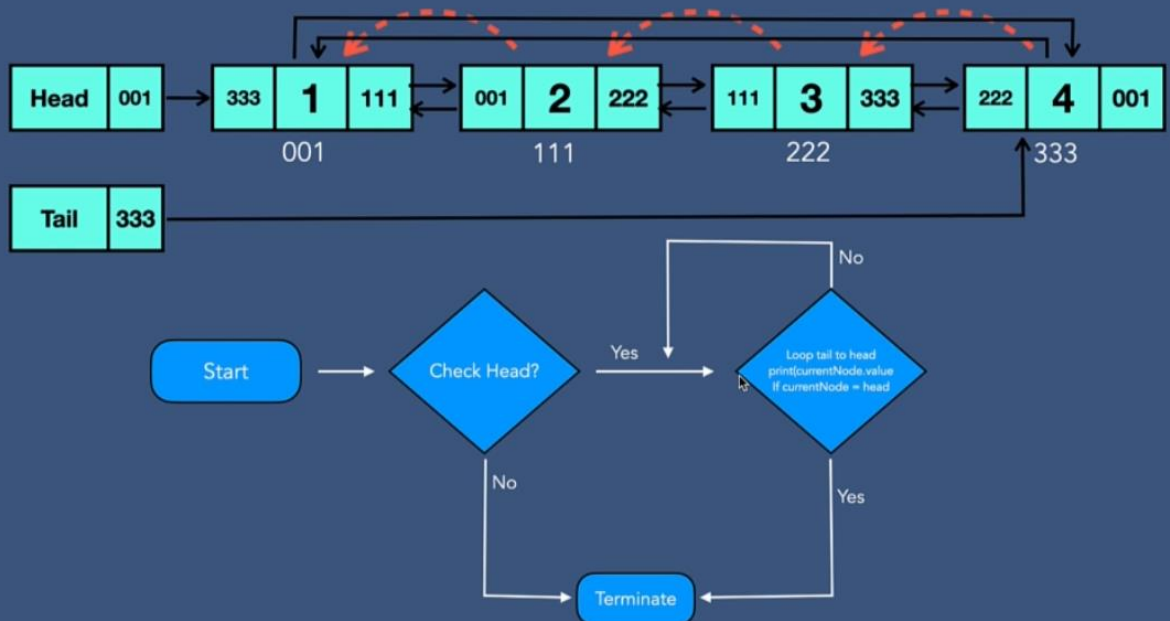 Head 001 333 1 111 001 2 222 111 3 333 222 4 001
001 111 222 333
Tail 333
No
Start
Check Head?
Yes
Loop tail to head
print(currentNode.value
If currentNode = head
No
Yes
Terminate